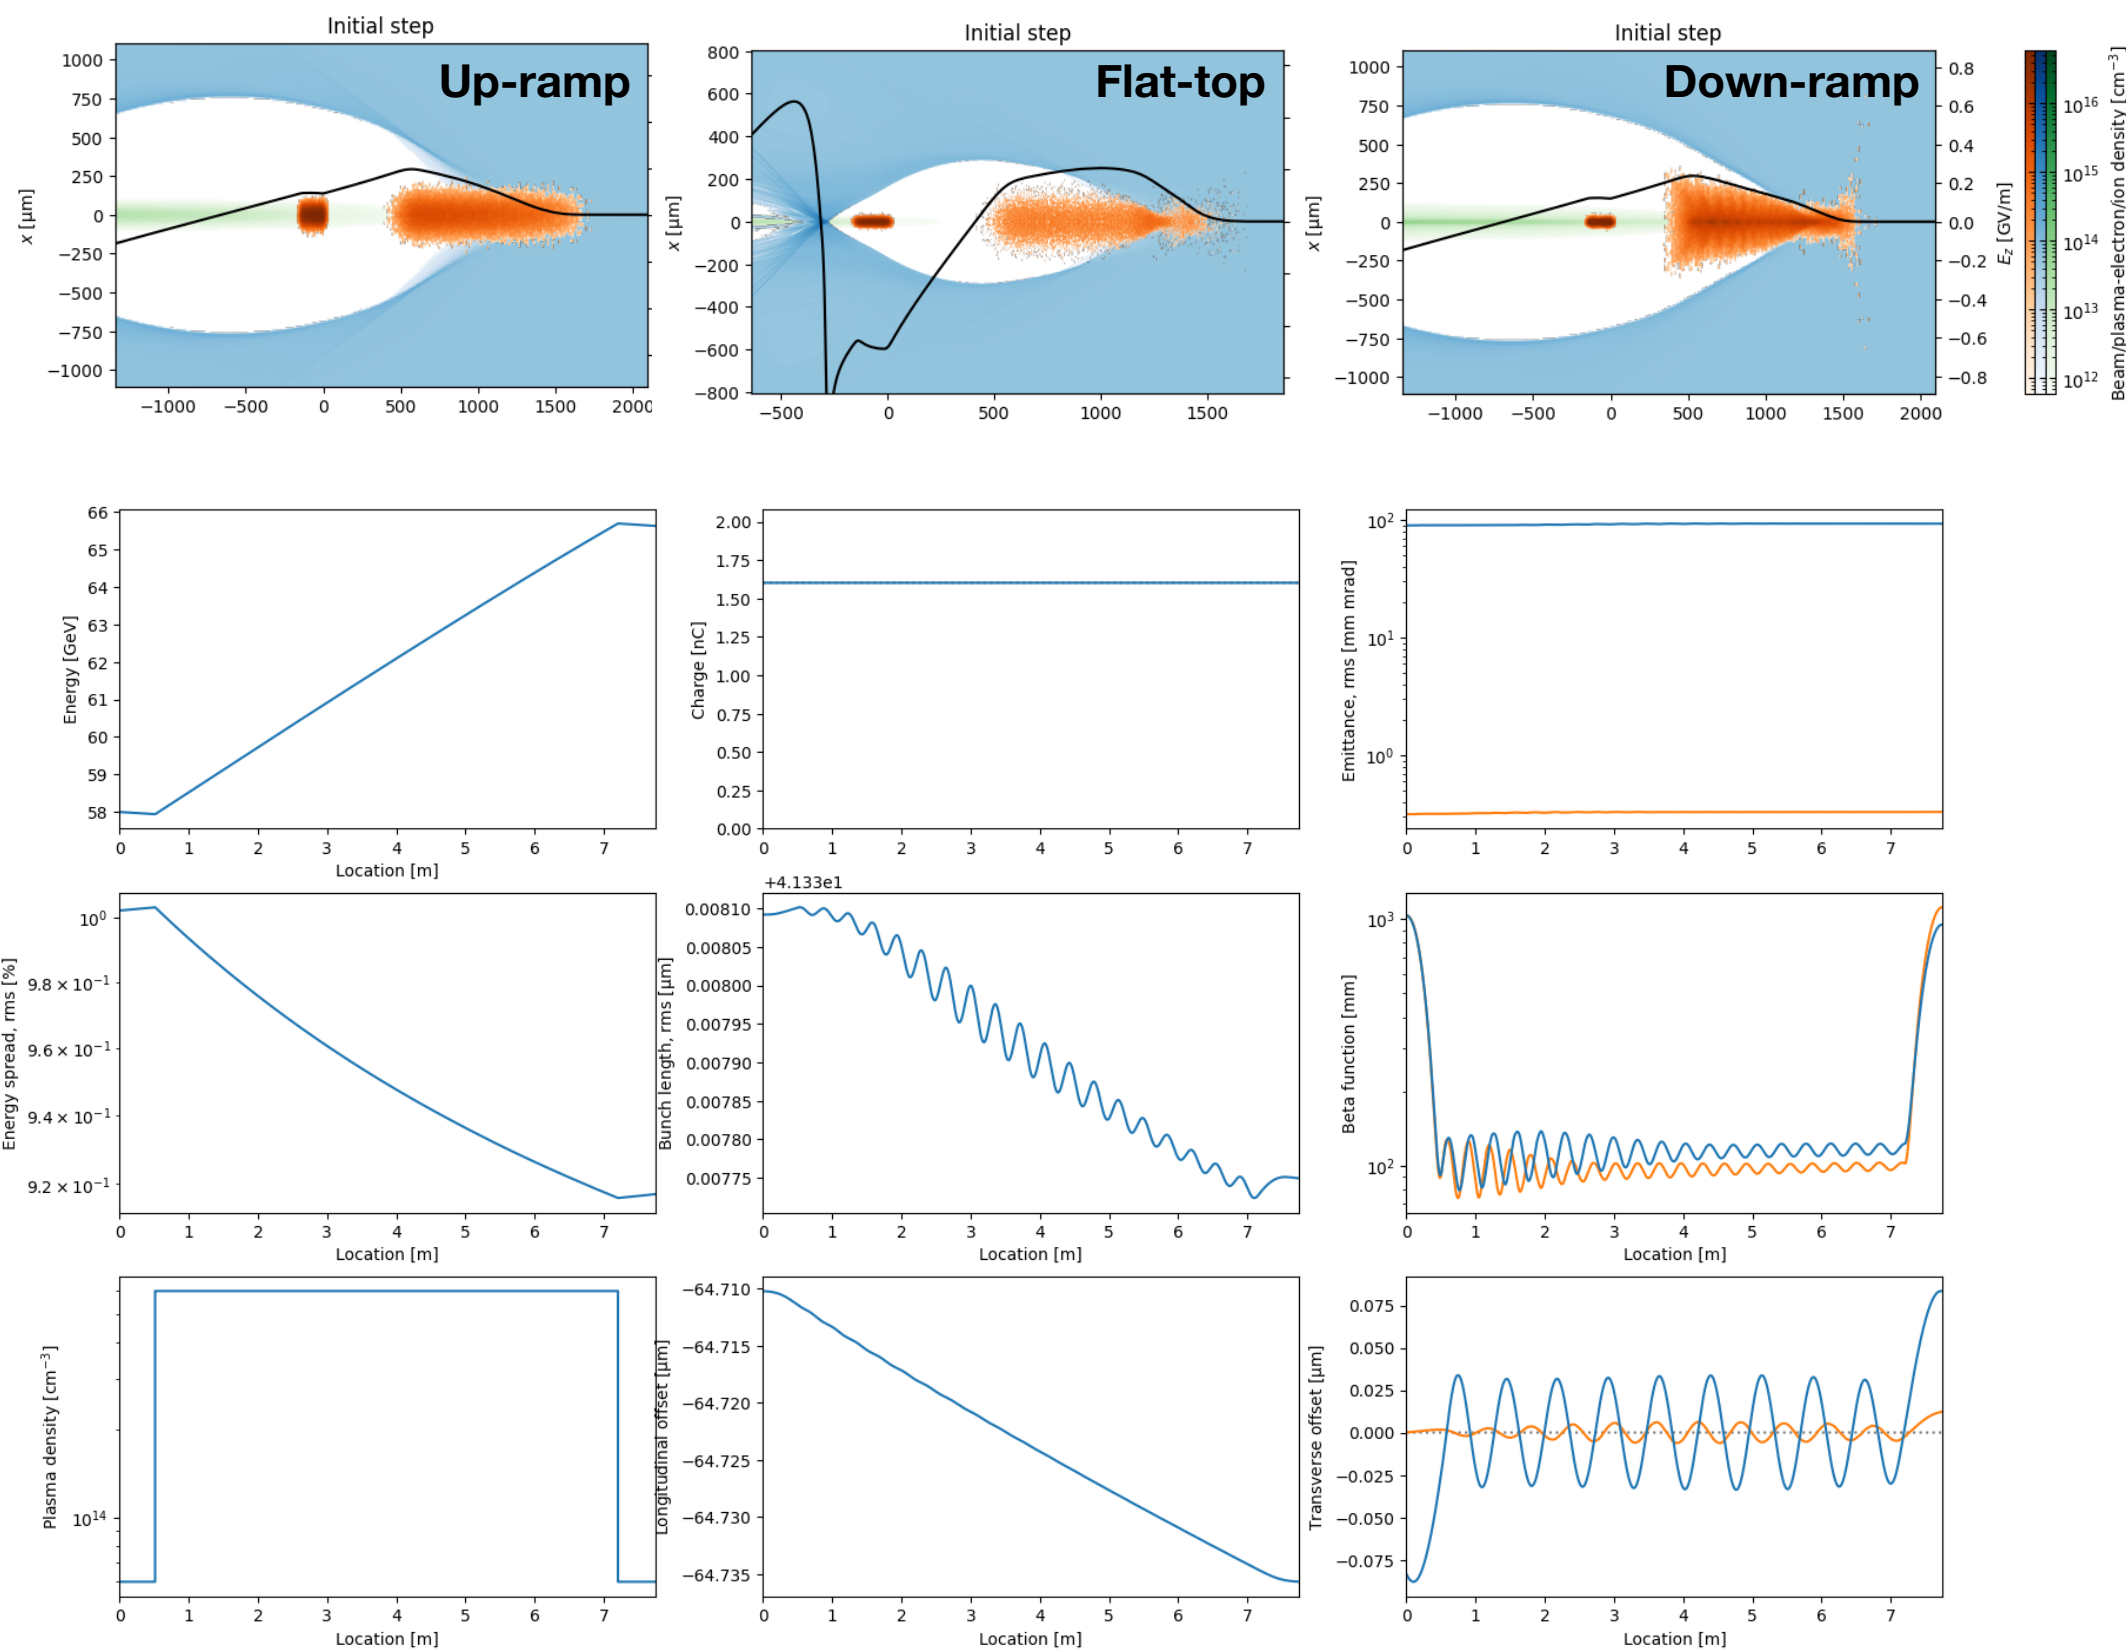 Initial step
Up-ramp
1000
750
500
250
0
−250
−500
−750
−1000
x [µm]
−1000 −500 0 500 1000 1500 2000
Initial step
Flat-top
800
600
400
200
0
−200
−400
−600
−800
x [µm]
−500 0 500 1000 1500
Initial step
Down-ramp
1000
750
500
250
0
−250
−500
−750
−1000
x [µm]
−1000 −500 0 500 1000 1500 2000
0.8
0.6
0.4
0.2
0.0
−0.2
−0.4
−0.6
−0.8
E_z [GV/m]
10^16
10^15
10^14
10^13
10^12
Beam/plasma-electron/ion density [cm^−3]
66
65
64
63
62
61
60
59
58
Energy [GeV]
0 1 2 3 4 5 6 7
Location [m]
2.00
1.75
1.50
1.25
1.00
0.75
0.50
0.25
0.00
Charge [nC]
0 1 2 3 4 5 6 7
10^2
10^1
10^0
Emittance, rms [mm mrad]
0 1 2 3 4 5 6 7
10^0
9.8 × 10^−1
9.6 × 10^−1
9.4 × 10^−1
9.2 × 10^−1
Energy spread, rms [%]
0 1 2 3 4 5 6 7
Location [m]
+4.133e1
0.00810
0.00805
0.00800
0.00795
0.00790
0.00785
0.00780
0.00775
Bunch length, rms [µm]
0 1 2 3 4 5 6 7
Location [m]
10^3
10^2
Beta function [mm]
0 1 2 3 4 5 6 7
Location [m]
10^14
Plasma density [cm^−3]
0 1 2 3 4 5 6 7
Location [m]
−64.710
−64.715
−64.720
−64.725
−64.730
−64.735
Longitudinal offset [µm]
0 1 2 3 4 5 6 7
Location [m]
0.075
0.050
0.025
0.000
−0.025
−0.050
−0.075
Transverse offset [µm]
0 1 2 3 4 5 6 7
Location [m]